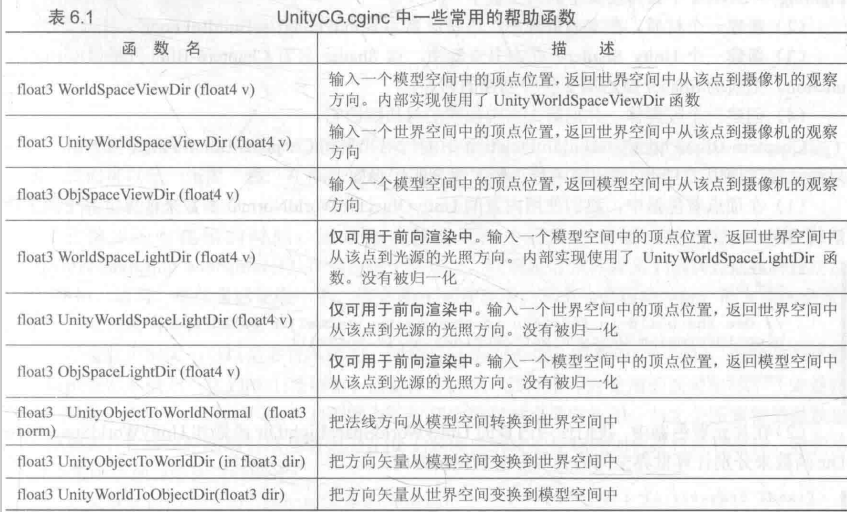 表 6.1 UnityCG.cginc 中一些常用的帮助函数
函 数 名 描 述
float3 WorldSpaceViewDir (float4 v)
输入一个模型空间中的顶点位置，返回世界空间中从该点到摄像机的观察
方向。内部实现使用了 UnityWorldSpaceViewDir 函数
float3 UnityWorldSpaceViewDir (float4 v)
输入一个世界空间中的顶点位置，返回世界空间中从该点到摄像机的观察
方向
float3 ObjSpaceViewDir (float4 v)
输入一个模型空间中的顶点位置，返回模型空间中从该点到摄像机的观察
方向
float3 WorldSpaceLightDir (float4 v)
仅可用于前向渲染中。输入一个模型空间中的顶点位置，返回世界空间中
从该点到光源的光照方向。内部实现使用了 UnityWorldSpaceLightDir 函
数。没有被归一化
float3 UnityWorldSpaceLightDir (float4 v)
仅可用于前向渲染中。输入一个世界空间中的顶点位置，返回世界空间中
从该点到光源的光照方向。没有被归一化
float3 ObjSpaceLightDir (float4 v)
仅可用于前向渲染中。输入一个模型空间中的顶点位置，返回模型空间中
从该点到光源的光照方向。没有被归一化
float3 UnityObjectToWorldNormal (float3
norm)
把法线方向从模型空间转换到世界空间中
float3 UnityObjectToWorldDir (in float3 dir)
把方向矢量从模型空间变换到世界空间中
float3 UnityWorldToObjectDir(float3 dir)
把方向矢量从世界空间变换到模型空间中